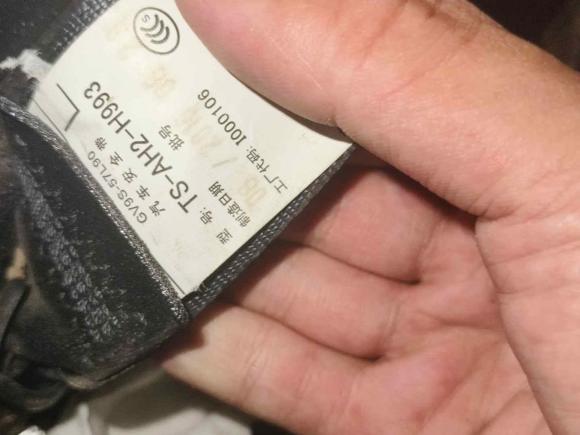 GV9S-57L90 L
汽车安全带
型号: TS-AH2-H993
制造日期 批号
工厂代码: I000106
S